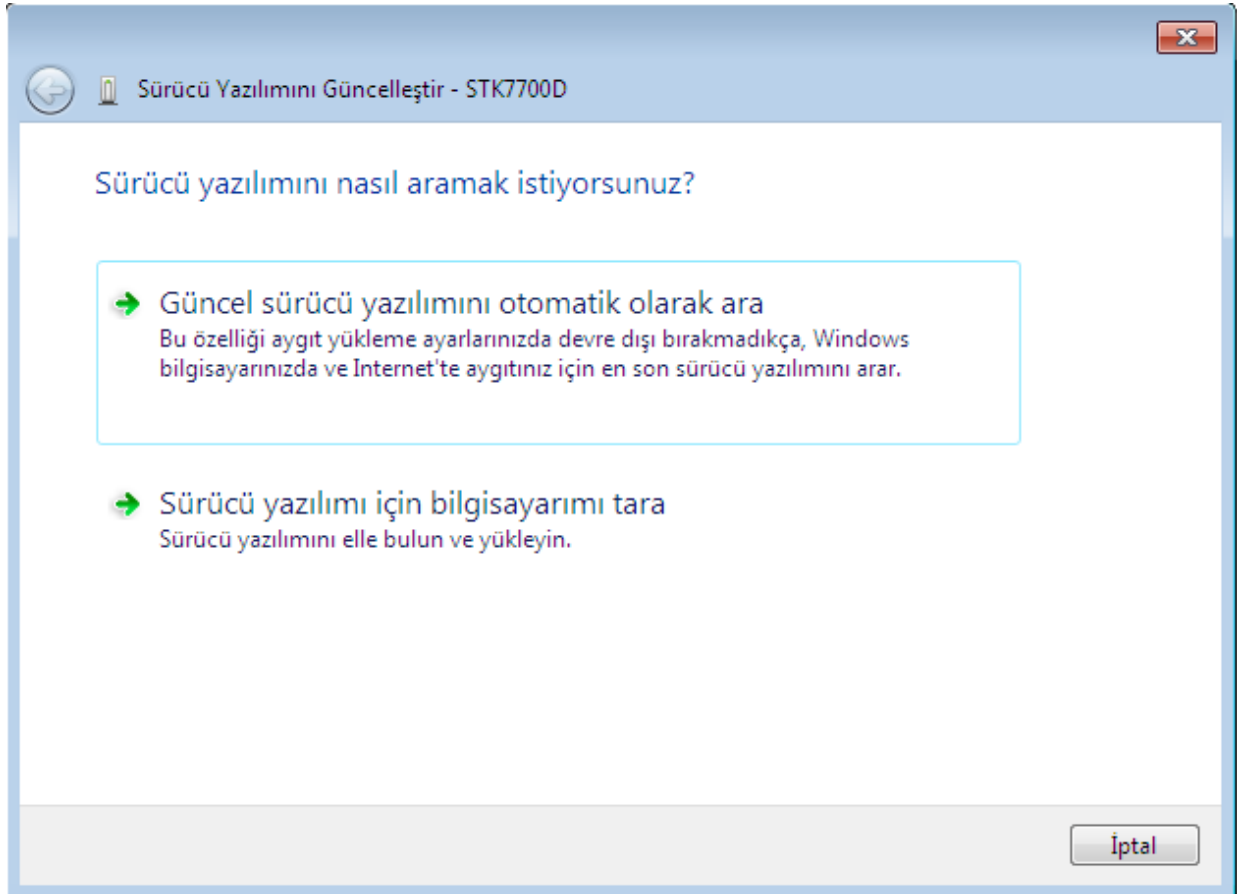 Sürücü Yazılımını Güncelleştir - STK7700D
Sürücü yazılımını nasıl aramak istiyorsunuz?
Güncel sürücü yazılımını otomatik olarak ara
Bu özelliği aygıt yükleme ayarlarınızda devre dışı bırakmadıkça, Windows
bilgisayarınızda ve Internet'te aygıtınız için en son sürücü yazılımını arar.
Sürücü yazılımı için bilgisayarımı tara
Sürücü yazılımını elle bulun ve yükleyin.
İptal